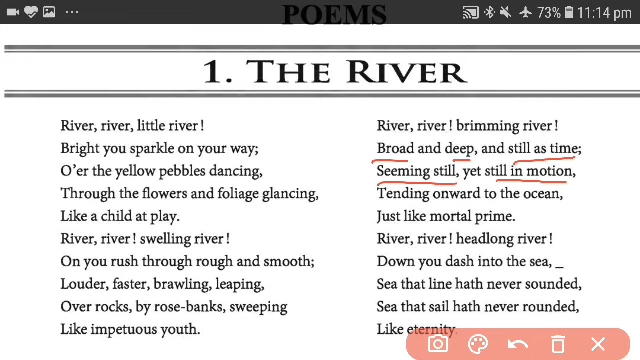 73% 11:14 pm
POEMS
1. THE RIVER
River, river, little river!
Bright you sparkle on your way;
O'er the yellow pebbles dancing,
Through the flowers and foliage glancing,
Like a child at play.
River, river! swelling river!
On you rush through rough and smooth;
Louder, faster, brawling, leaping,
Over rocks, by rose-banks, sweeping
Like impetuous youth.
River, river! brimming river!
Broad and deep, and still as time;
Seeming still, yet still in motion,
Tending onward to the ocean,
Just like mortal prime.
River, river! headlong river!
Down you dash into the sea, _
Sea that line hath never sounded,
Sea that sail hath never rounded,
Like eternity.